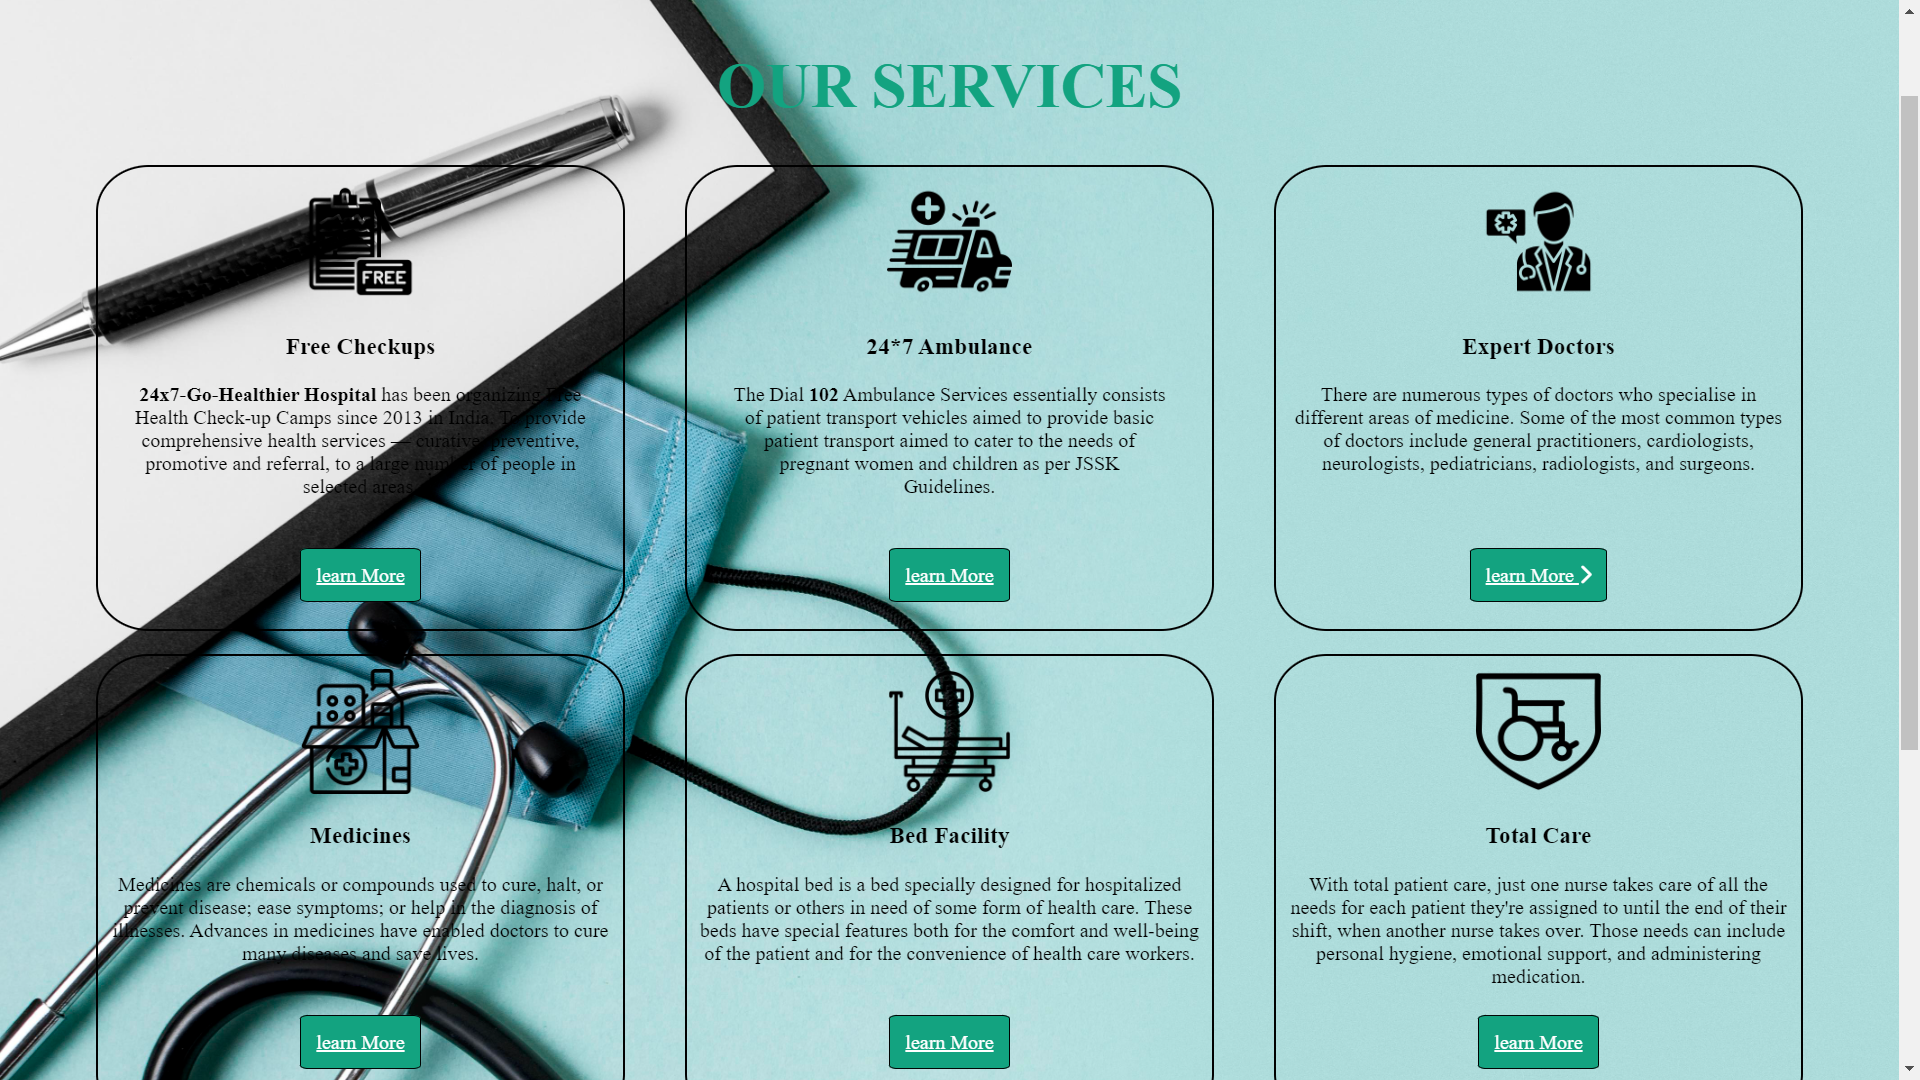 OUR SERVICES
FREE
Free Checkups
24x7-Go-Healthier Hospital has been organizing Free
Health Check-up Camps since 2013 in India. To provide
comprehensive health services — curative, preventive,
promotive and referral, to a large number of people in
selected areas.
learn More
24*7 Ambulance
The Dial 102 Ambulance Services essentially consists
of patient transport vehicles aimed to provide basic
patient transport aimed to cater to the needs of
pregnant women and children as per JSSK
Guidelines.
learn More
Expert Doctors
There are numerous types of doctors who specialise in
different areas of medicine. Some of the most common types
of doctors include general practitioners, cardiologists,
neurologists, pediatricians, radiologists, and surgeons.
learn More
Medicines
Medicines are chemicals or compounds used to cure, halt, or
prevent disease; ease symptoms; or help in the diagnosis of
illnesses. Advances in medicines have enabled doctors to cure
many diseases and save lives.
learn More
Bed Facility
A hospital bed is a bed specially designed for hospitalized
patients or others in need of some form of health care. These
beds have special features both for the comfort and well-being
of the patient and for the convenience of health care workers.
learn More
Total Care
With total patient care, just one nurse takes care of all the
needs for each patient they're assigned to until the end of their
shift, when another nurse takes over. Those needs can include
personal hygiene, emotional support, and administering
medication.
learn More